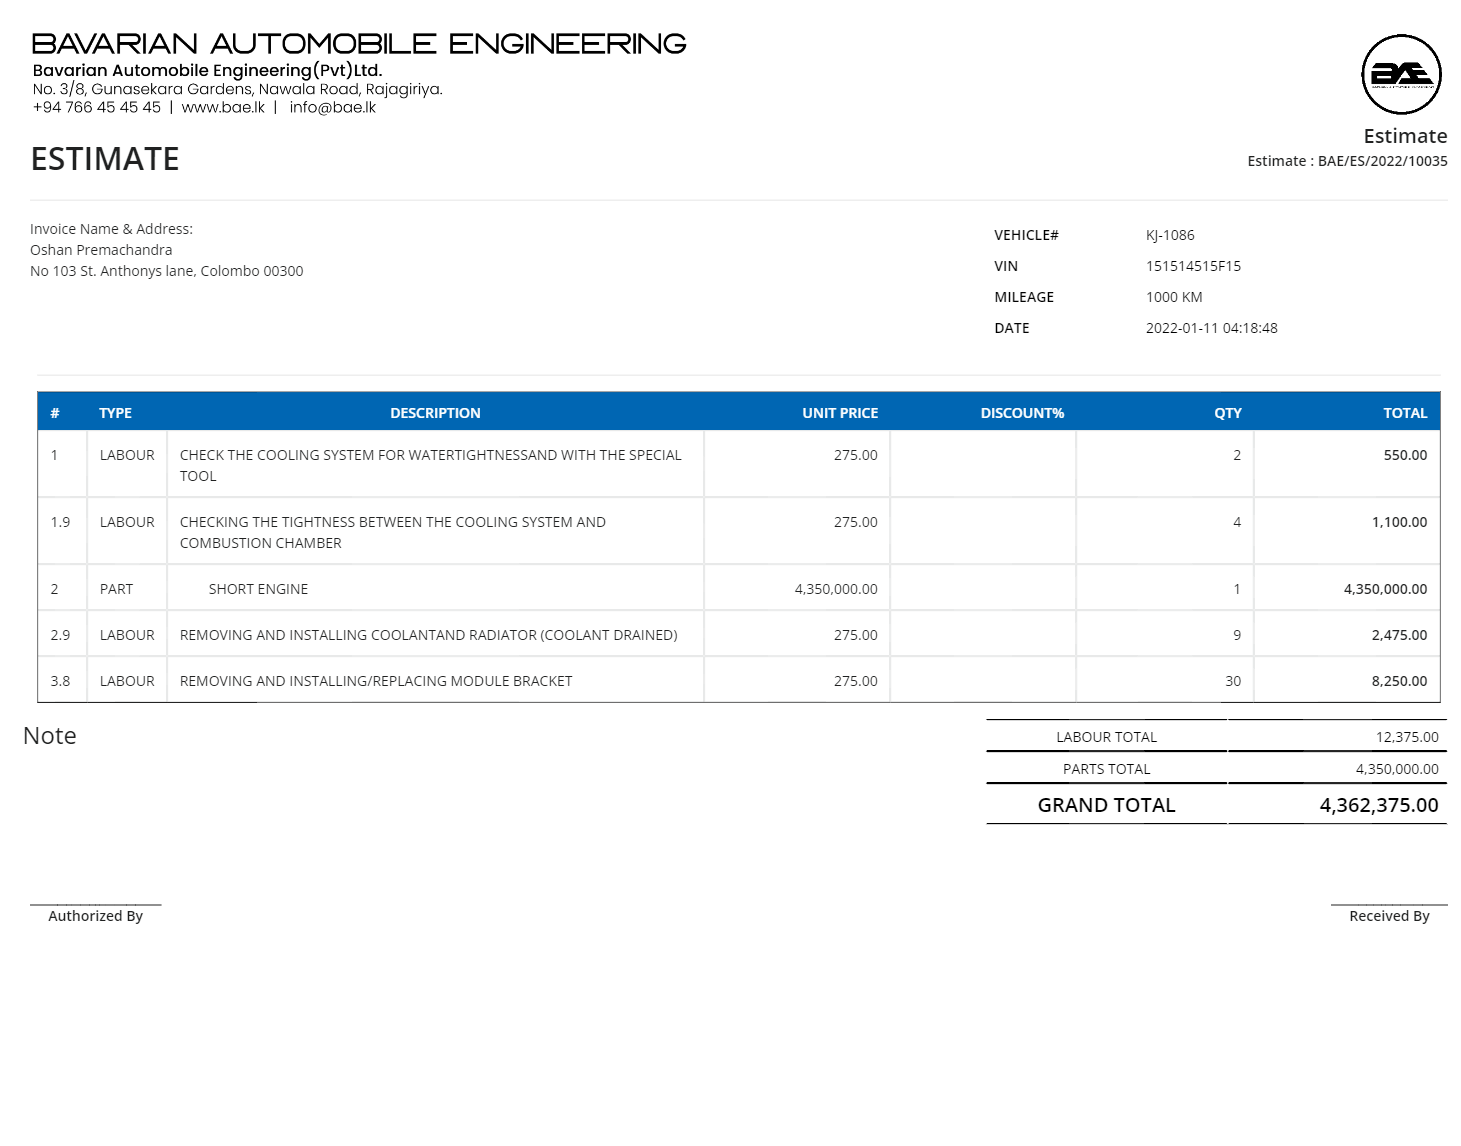 BAVARIAN AUTOMOBILE ENGINEERING
Bavarian Automobile Engineering(Pvt)Ltd.
No. 3/8, Gunasekara Gardens, Nawala Road, Rajagiriya.
+94 766 45 45 45 | www.bae.lk | info@bae.lk
BAE
Estimate
ESTIMATE
Estimate : BAE/ES/2022/10035
Invoice Name & Address:
Oshan Premachandra
No 103 St. Anthonys lane, Colombo 00300
VEHICLE# KJ-1086
VIN 151514515F15
MILEAGE 1000 KM
DATE 2022-01-11 04:18:48
# TYPE DESCRIPTION UNIT PRICE DISCOUNT% QTY TOTAL
1 LABOUR CHECK THE COOLING SYSTEM FOR WATERTIGHTNESSAND WITH THE SPECIAL 275.00 2 550.00
TOOL
1.9 LABOUR CHECKING THE TIGHTNESS BETWEEN THE COOLING SYSTEM AND 275.00 4 1,100.00
COMBUSTION CHAMBER
2 PART SHORT ENGINE 4,350,000.00 1 4,350,000.00
2.9 LABOUR REMOVING AND INSTALLING COOLANTAND RADIATOR (COOLANT DRAINED) 275.00 9 2,475.00
3.8 LABOUR REMOVING AND INSTALLING/REPLACING MODULE BRACKET 275.00 30 8,250.00
Note
LABOUR TOTAL 12,375.00
PARTS TOTAL 4,350,000.00
GRAND TOTAL 4,362,375.00
Authorized By
Received By